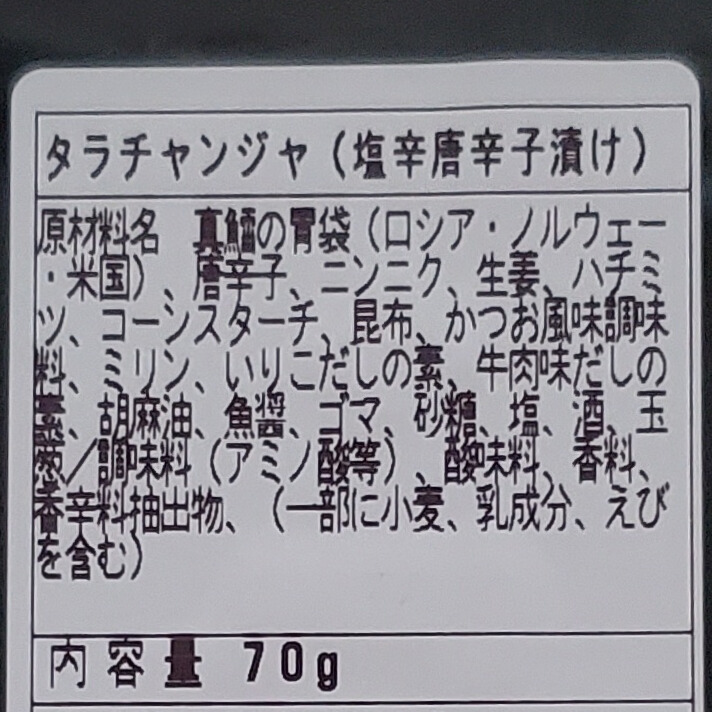 タラチャンジャ（塩辛唐辛子漬け）
原材料名　真鱈の胃袋（ロシア・ノルウェー
・米国）、唐辛子、ニンニク、生姜、ハチミ
ツ、コーンスターチ、昆布、かつお風味調味
料、ミリン、いりこだしの素、牛肉味だしの
素、胡麻油、魚醤、ゴマ、砂糖、塩、酒、玉
葱／調味料（アミノ酸等）、酸味料、香料、
香辛料抽出物、（一部に小麦、乳成分、えび
を含む）
内容量 70g